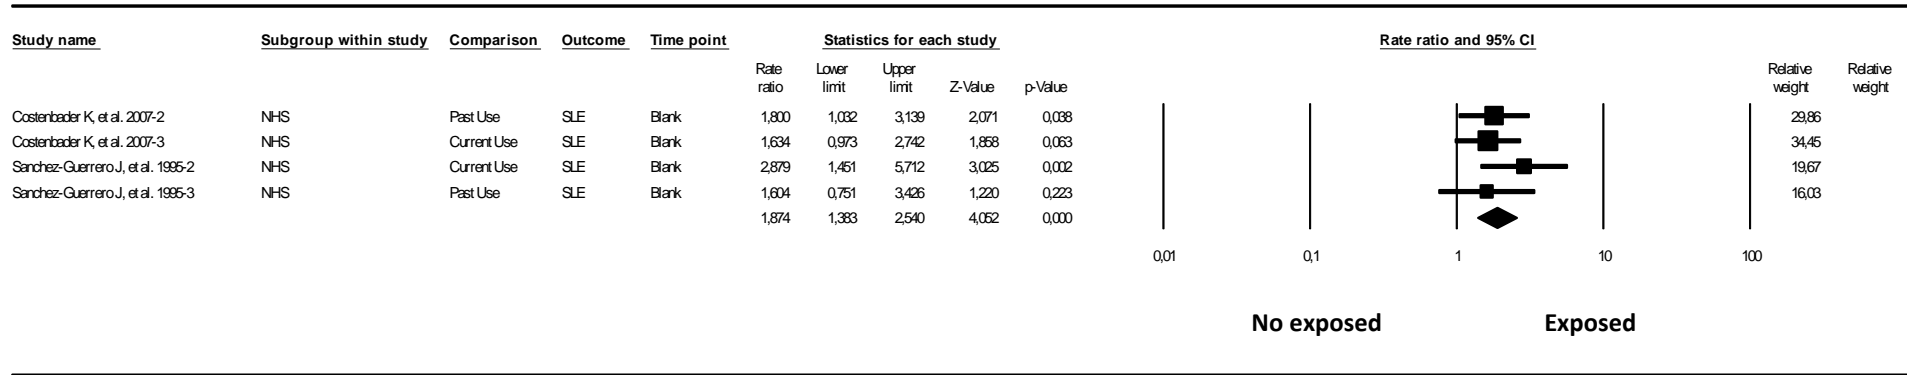 Study name Subgroup within study Comparison Outcome Time point Statistics for each study Rate ratio and 95% CI
Rate Lower Upper Relative Relative
ratio limit limit Z-Value p-Value weight weight
Costenbader K, et al. 2007-2 NHS Past Use SLE Blank 1,800 1,032 3,139 2,071 0,038 29,86
Costenbader K, et al. 2007-3 NHS Current Use SLE Blank 1,634 0,973 2,742 1,858 0,063 34,45
Sanchez-Guerrero J, et al. 1995-2 NHS Current Use SLE Blank 2,879 1,451 5,712 3,025 0,002 19,67
Sanchez-Guerrero J, et al. 1995-3 NHS Past Use SLE Blank 1,604 0,751 3,426 1,220 0,223 16,03
1,874 1,383 2,540 4,052 0,000
0,01 0,1 1 10 100
No exposed Exposed